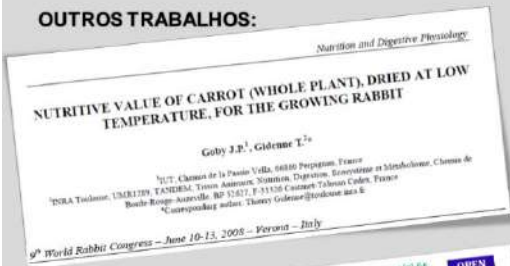 OUTROS TRABALHOS:
Nutrition and Digestive Physiology
NUTRITIVE VALUE OF CARROT (WHOLE PLANT), DRIED AT LOW
TEMPERATURE, FOR THE GROWING RABBIT
Goby J.P.¹, Gidenne T.²*
¹IUT, Chemin de la Passio Vella, 66880 Perpignan, France
²INRA Toulouse, UMR1289, TANDEM, Tissus Animaux, Nutrition, Digestion, Ecosystème et Métabolisme, Chemin de
Borde-Rouge-Auzeville, BP 52627, F-31326 Castanet-Tolosan Cedex, France
*Corresponding author: Thierry.Gidenne@toulouse.inra.fr
9th World Rabbit Congress – June 10-13, 2008 – Verona – Italy
OPEN